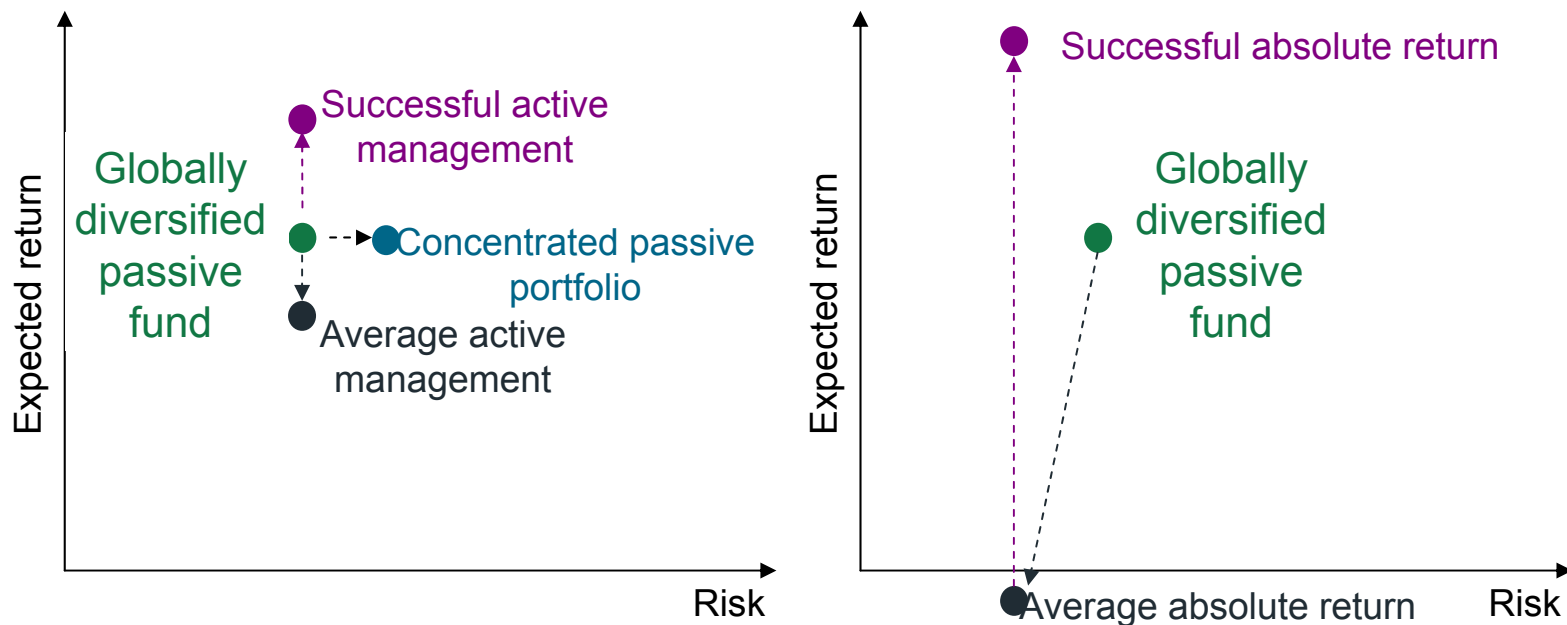 Expected return
Successful active
management
Globally
diversified
passive
fund
Concentrated passive
portfolio
Average active
management
Risk
Expected return
Successful absolute return
Globally
diversified
passive
fund
Average absolute return
Risk